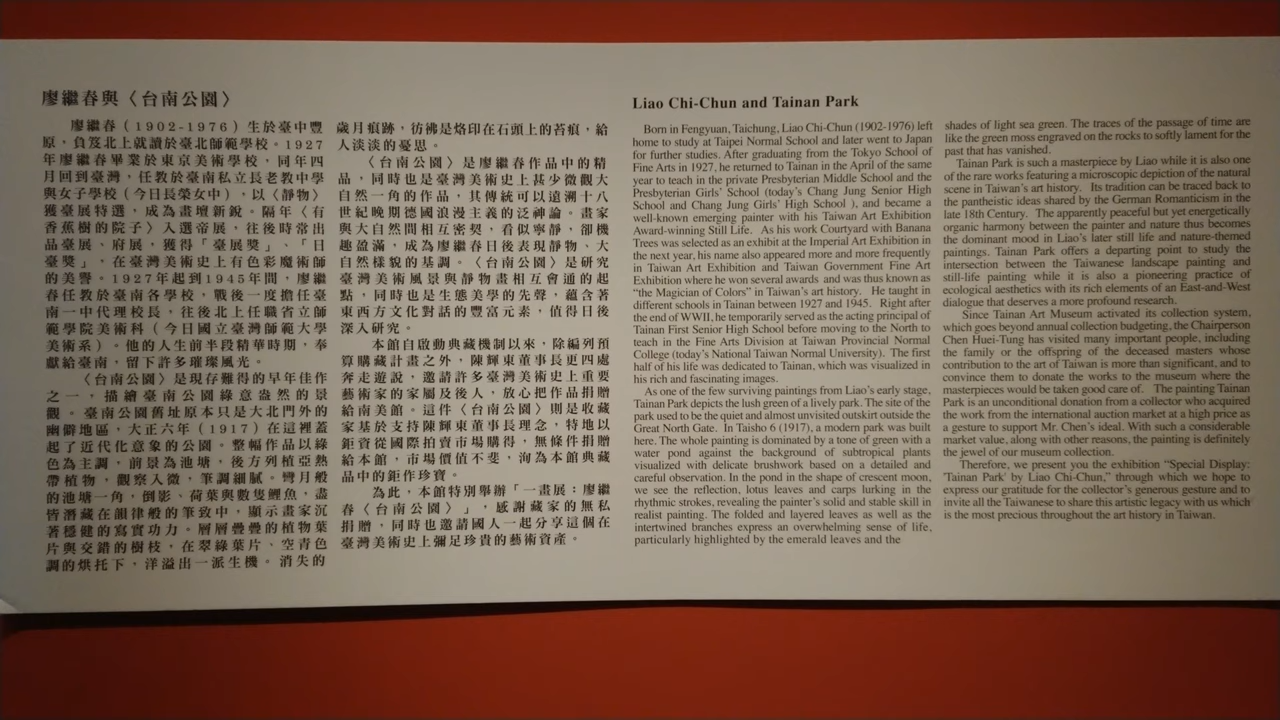 廖繼春與〈台南公園〉
廖繼春（1902-1976）生於臺中豐
原，負笈北上就讀於臺北師範學校。1927
年廖繼春畢業於東京美術學校，同年四
月回到臺灣，任教於臺南私立長老教中學
與女子學校（今日長榮女中），以〈靜物〉
獲臺展特選，成為畫壇新銳。隔年〈有
香蕉樹的院子〉入選帝展，往後時常出
品臺展、府展，獲得「臺展獎」、「日
臺獎」，在臺灣美術史上有色彩魔術師
的美譽。1927年起到1945年間，廖繼
春任教於臺南各學校，戰後一度擔任臺
南一中代理校長，往後北上任職省立師
範學院美術科（今日國立臺灣師範大學
美術系）。他的人生前半段精華時期，奉
獻給臺南，留下許多璀璨風光。
〈台南公園〉是現存難得的早年佳作
之一，描繪臺南公園綠意盎然的景
觀。臺南公園舊址原本只是大北門外的
幽僻地區，大正六年（1917）在這裡蓋
起了近代化意象的公園。整幅作品以綠
色為主調，前景為池塘，後方列植亞熱
帶植物，觀察入微，筆調細膩。彎月般
的池塘一角，倒影、荷葉與數隻鯉魚，盡
皆潛藏在韻律般的筆致中，顯示畫家沉
著穩健的寫實功力。層層疊疊的植物葉
片與交錯的樹枝，在翠綠葉片、空青色
調的烘托下，洋溢出一派生機。消失的
歲月痕跡，彷彿是烙印在石頭上的苔痕，給
人淡淡的憂思。
〈台南公園〉是廖繼春作品中的精
品，同時也是臺灣美術史上甚少微觀大
自然一角的作品，其傳統可以遠溯十八
世紀晚期德國浪漫主義的泛神論。畫家
與大自然間相互密契，看似寧靜，卻機
趣盈滿，成為廖繼春日後表現靜物、大
自然樣貌的基調。〈台南公園〉是研究
臺灣美術風景與靜物畫相互會通的起
點，同時也是生態美學的先聲，蘊含著
東西方文化對話的豐富元素，值得日後
深入研究。
本館自啟動典藏機制以來，除編列預
算購藏計畫之外，陳輝東董事長更四處
奔走遊說，邀請許多臺灣美術史上重要
藝術家的家屬及後人，放心把作品捐贈
給南美館。這件〈台南公園〉則是收藏
家基於支持陳輝東董事長理念，特地以
鉅資從國際拍賣市場購得，無條件捐贈
給本館，市場價值不斐，洵為本館典藏
品中的鉅作珍寶。
為此，本館特別舉辦「一畫展：廖繼
春〈台南公園〉」，感謝藏家的無私
捐贈，同時也邀請國人一起分享這個在
臺灣美術史上彌足珍貴的藝術資產。
Liao Chi-Chun and Tainan Park
Born in Fengyuan, Taichung, Liao Chi-Chun (1902-1976) left
home to study at Taipei Normal School and later went to Japan
for further studies. After graduating from the Tokyo School of
Fine Arts in 1927, he returned to Tainan in the April of the same
year to teach in the private Presbyterian Middle School and the
Presbyterian Girls' School (today's Chang Jung Senior High
School and Chang Jung Girls' High School ), and became a
well-known emerging painter with his Taiwan Art Exhibition
Award-winning Still Life. As his work Courtyard with Banana
Trees was selected as an exhibit at the Imperial Art Exhibition in
the next year, his name also appeared more and more frequently
in Taiwan Art Exhibition and Taiwan Government Fine Art
Exhibition where he won several awards and was thus known as
"the Magician of Colors" in Taiwan's art history. He taught in
different schools in Tainan between 1927 and 1945. Right after
the end of WWII, he temporarily served as the acting principal of
Tainan First Senior High School before moving to the North to
teach in the Fine Arts Division at Taiwan Provincial Normal
College (today's National Taiwan Normal University). The first
half of his life was dedicated to Tainan, which was visualized in
his rich and fascinating images.
As one of the few surviving paintings from Liao's early stage,
Tainan Park depicts the lush green of a lively park. The site of the
park used to be the quiet and almost unvisited outskirt outside the
Great North Gate. In Taisho 6 (1917), a modern park was built
here. The whole painting is dominated by a tone of green with a
water pond against the background of subtropical plants
visualized with delicate brushwork based on a detailed and
careful observation. In the pond in the shape of crescent moon,
we see the reflection, lotus leaves and carps lurking in the
rhythmic strokes, revealing the painter's solid and stable skill in
realist painting. The folded and layered leaves as well as the
intertwined branches express an overwhelming sense of life,
particularly highlighted by the emerald leaves and the
shades of light sea green. The traces of the passage of time are
like the green moss engraved on the rocks to softly lament for the
past that has vanished.
Tainan Park is such a masterpiece by Liao while it is also one
of the rare works featuring a microscopic depiction of the natural
scene in Taiwan's art history. Its tradition can be traced back to
the pantheistic ideas shared by the German Romanticism in the
late 18th Century. The apparently peaceful but yet energetically
organic harmony between the painter and nature thus becomes
the dominant mood in Liao's later still life and nature-themed
paintings. Tainan Park offers a departing point to study the
intersection between the Taiwanese landscape painting and
still-life painting while it is also a pioneering practice of
ecological aesthetics with its rich elements of an East-and-West
dialogue that deserves a more profound research.
Since Tainan Art Museum activated its collection system,
which goes beyond annual collection budgeting, the Chairperson
Chen Huei-Tung has visited many important people, including
the family or the offspring of the deceased masters whose
contribution to the art of Taiwan is more than significant, and to
convince them to donate the works to the museum where the
masterpieces would be taken good care of. The painting Tainan
Park is an unconditional donation from a collector who acquired
the work from the international auction market at a high price as
a gesture to support Mr. Chen's ideal. With such a considerable
market value, along with other reasons, the painting is definitely
the jewel of our museum collection.
Therefore, we present you the exhibition "Special Display:
'Tainan Park' by Liao Chi-Chun," through which we hope to
express our gratitude for the collector's generous gesture and to
invite all the Taiwanese to share this artistic legacy with us which
is the most precious throughout the art history in Taiwan.